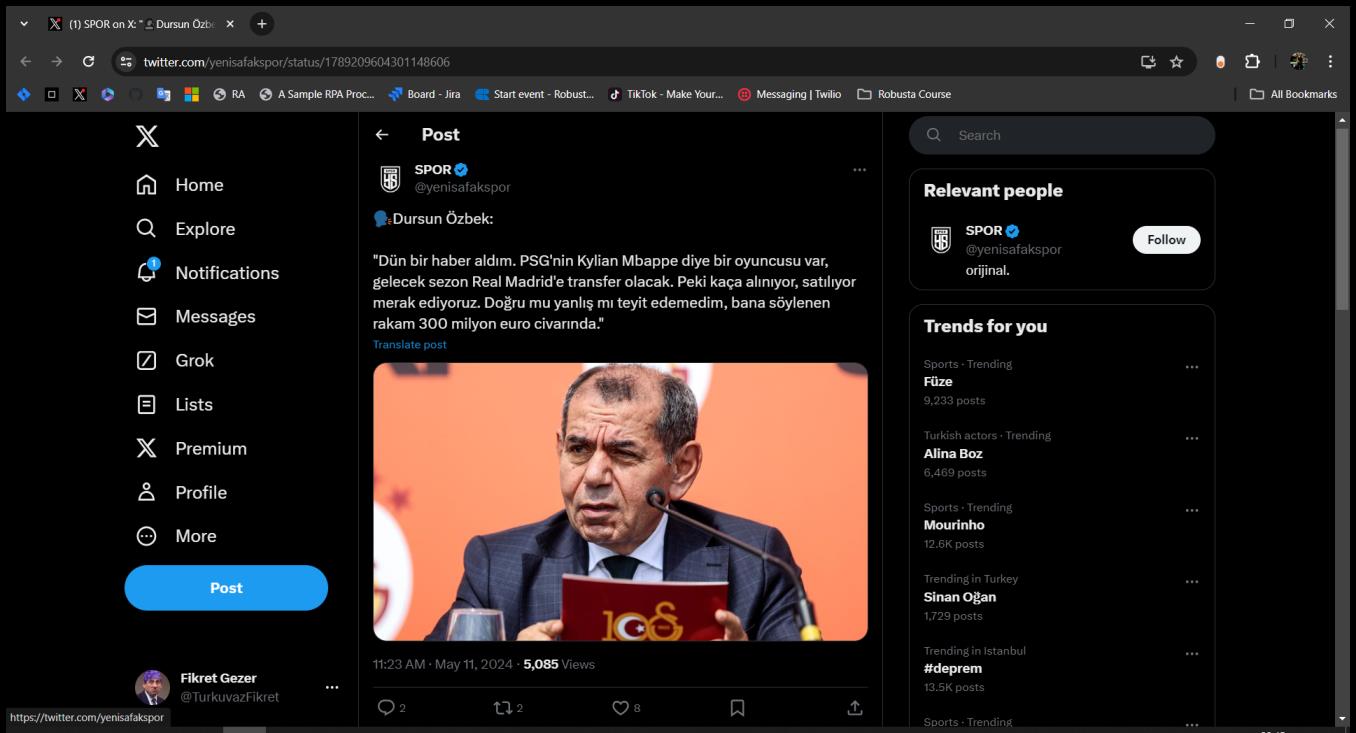 (1) SPOR on X: "🗣️ Dursun Özbe
twitter.com/yenisafakspor/status/1789209604301148606
RA
A Sample RPA Proc...
Board - Jira
Start event - Robust...
TikTok - Make Your...
Messaging | Twilio
Robusta Course
All Bookmarks
Home
Explore
1
Notifications
Messages
Grok
Lists
Premium
Profile
More
Post
Fikret Gezer
@TurkuvazFikret
https://twitter.com/yenisafakspor
Post
SPOR
@yenisafakspor
🗣️Dursun Özbek:
"Dün bir haber aldım. PSG'nin Kylian Mbappe diye bir oyuncusu var,
gelecek sezon Real Madrid'e transfer olacak. Peki kaça alınıyor, satılıyor
merak ediyoruz. Doğru mu yanlış mı teyit edemedim, bana söylenen
rakam 300 milyon euro civarında."
Translate post
11:23 AM · May 11, 2024 · 5,085 Views
2
2
8
Search
Relevant people
SPOR
@yenisafakspor
Follow
orijinal.
Trends for you
Sports · Trending
Füze
9,233 posts
Turkish actors · Trending
Alina Boz
6,469 posts
Sports · Trending
Mourinho
12.6K posts
Trending in Turkey
Sinan Oğan
1,729 posts
Trending in Istanbul
#deprem
13.5K posts
Sports · Trending